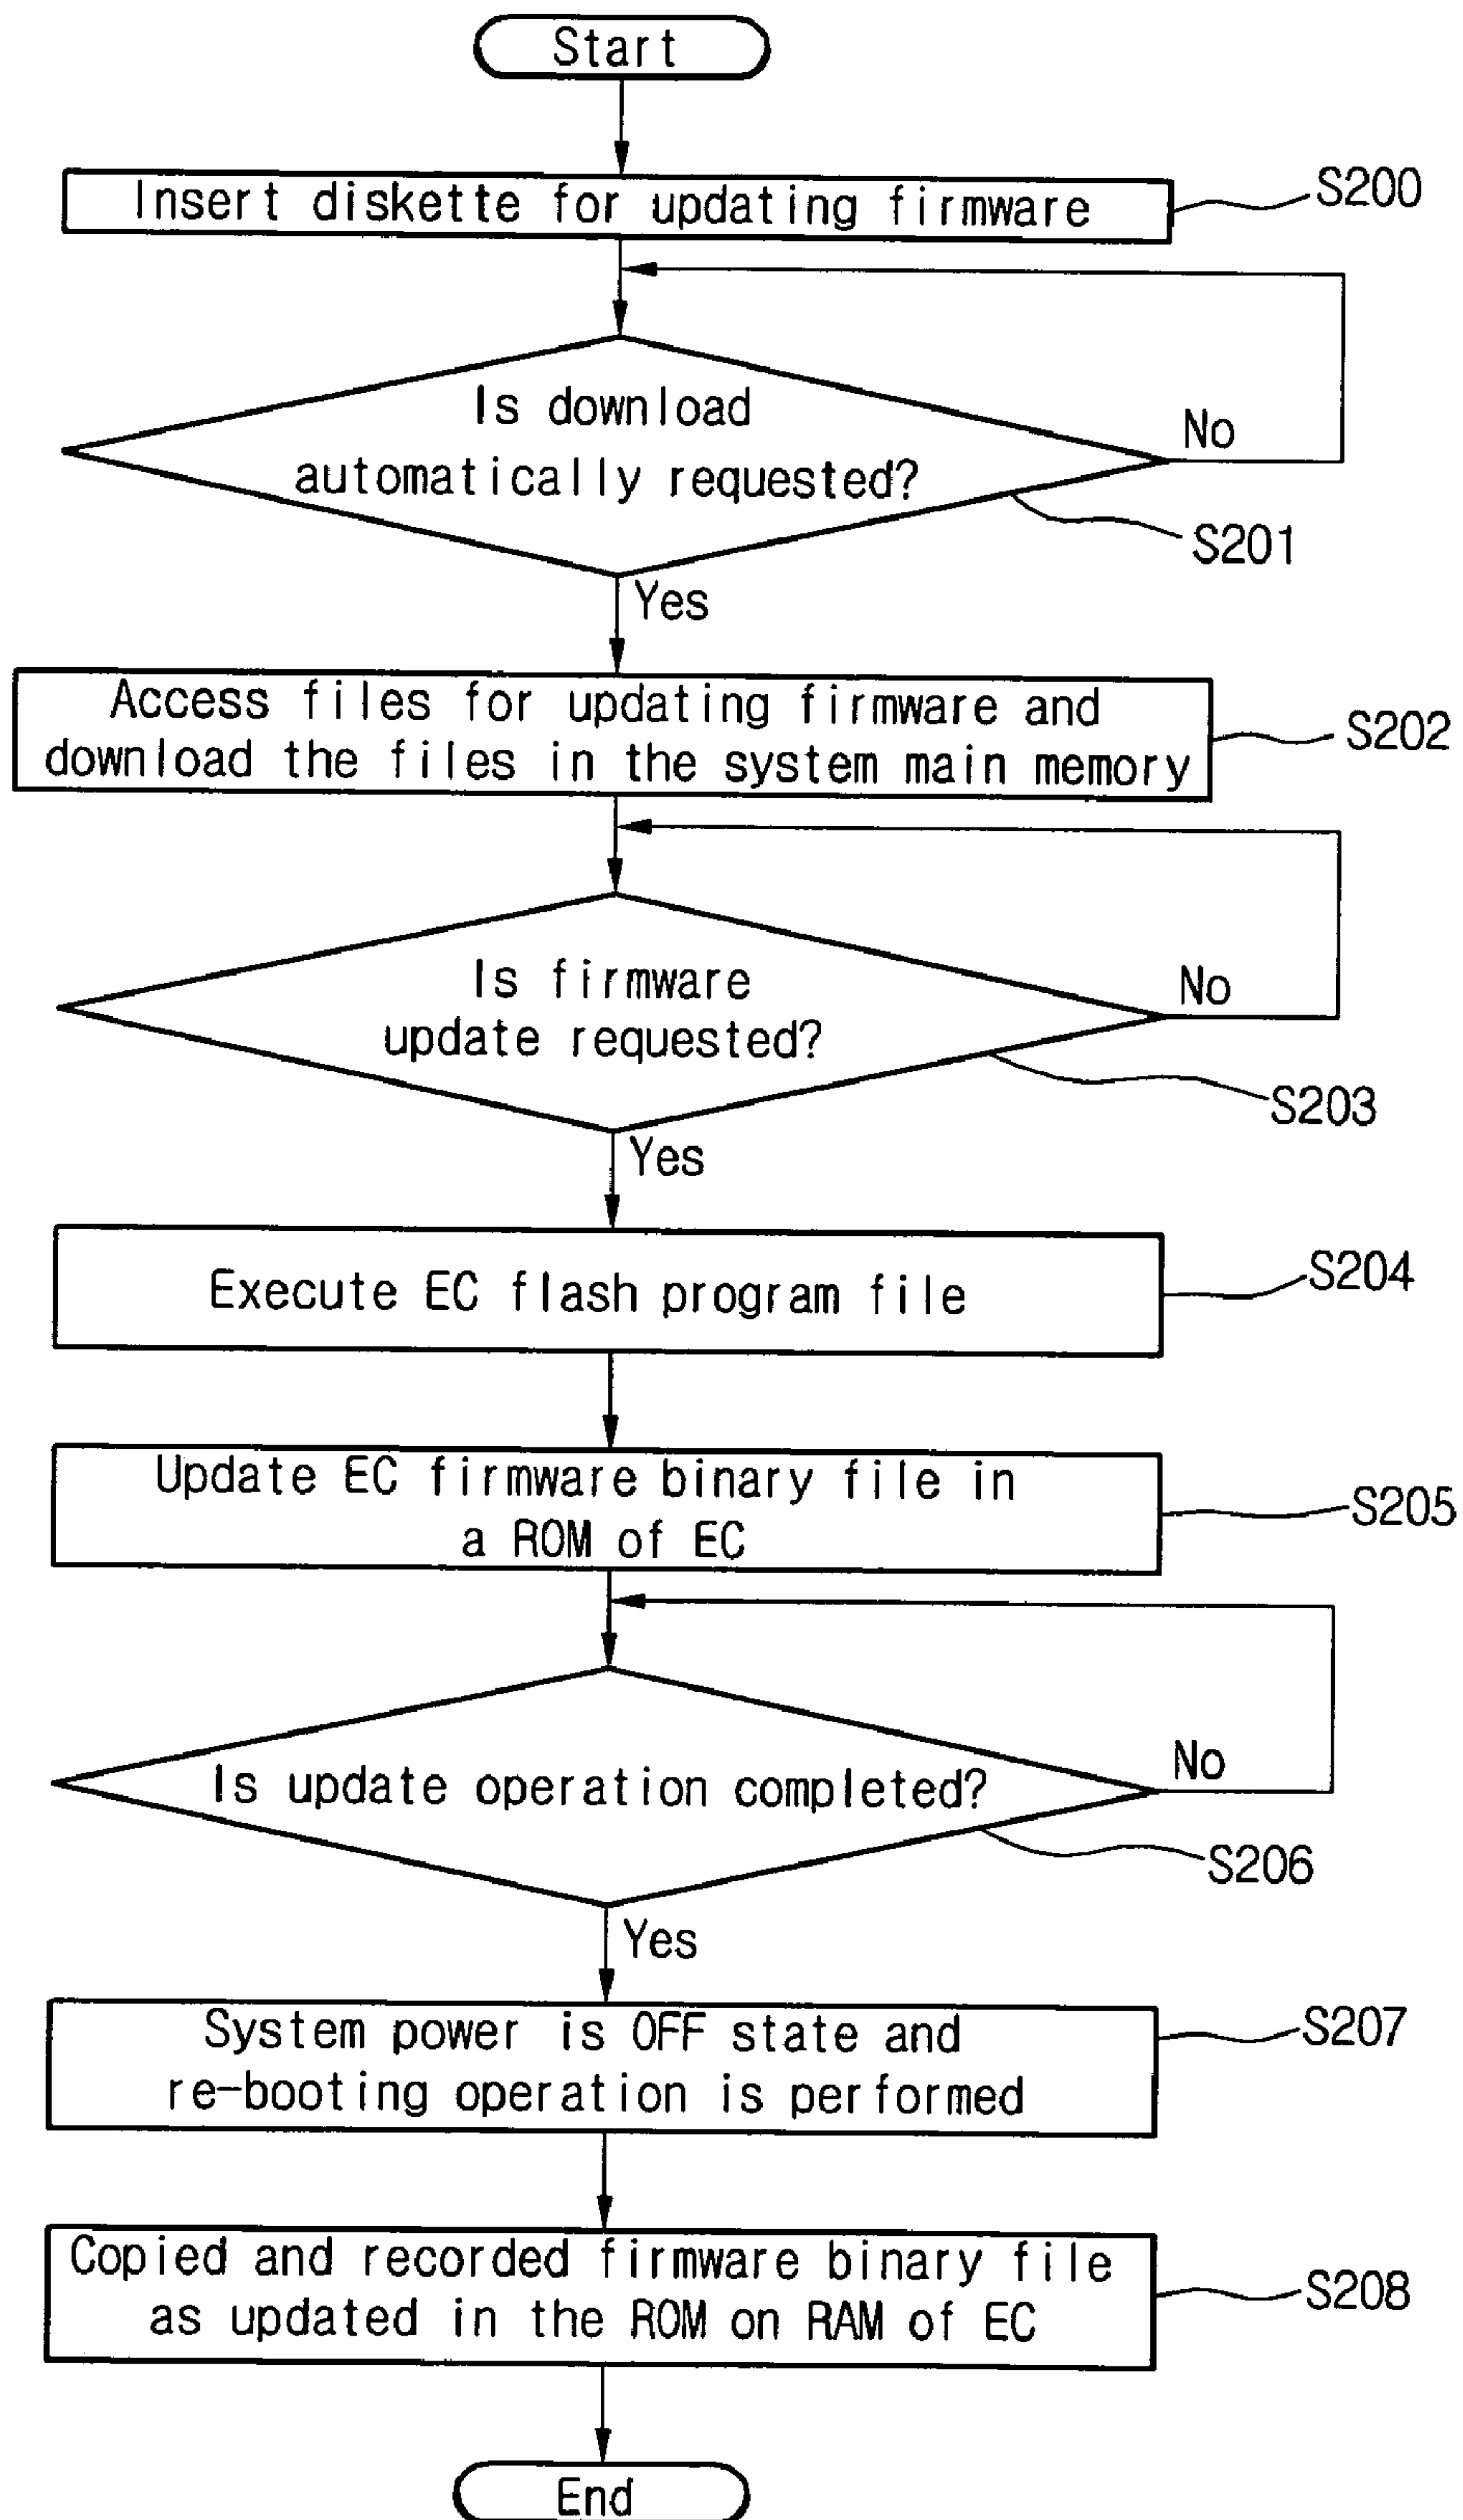 Start
Insert diskette for updating firmware
S200
Is download
automatically requested?
No
S201
Yes
Access files for updating firmware and
download the files in the system main memory
S202
Is firmware
update requested?
No
S203
Yes
Execute EC flash program file
S204
Update EC firmware binary file in
a ROM of EC
S205
Is update operation completed?
No
S206
Yes
System power is OFF state and
re-booting operation is performed
S207
Copied and recorded firmware binary file
as updated in the ROM on RAM of EC
S208
End